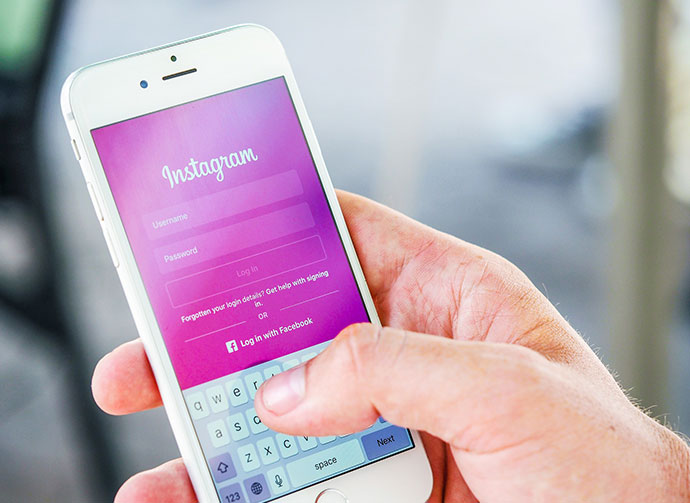 Instagram
Username
Password
Log In
Forgotten your login details? Get help with signing
in.
OR
Log in with Facebook
q w e r
a s d
z x c v
123 space Next